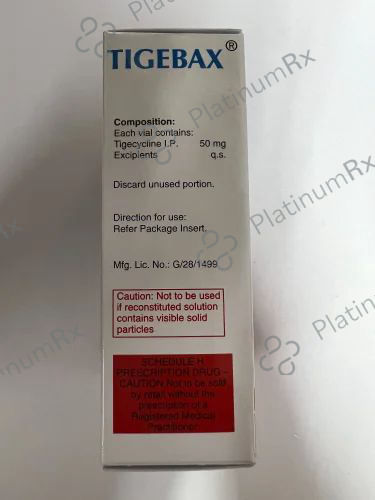 TIGEBAX®
Composition:
Each vial contains:
Tigecycline I.P. 50 mg
Excipients q.s.
Discard unused portion.
Direction for use:
Refer Package Insert.
Mfg. Lic. No.: G/28/1499
Caution: Not to be used
if reconstituted solution
contains visible solid
particles
SCHEDULE H
PRESCRIPTION DRUG –
CAUTION Not to be sold
by retail without the
prescription of a
Registered Medical
Practitioner.
PlatinumRx
PlatinumRx
PlatinumRx
PlatinumRx